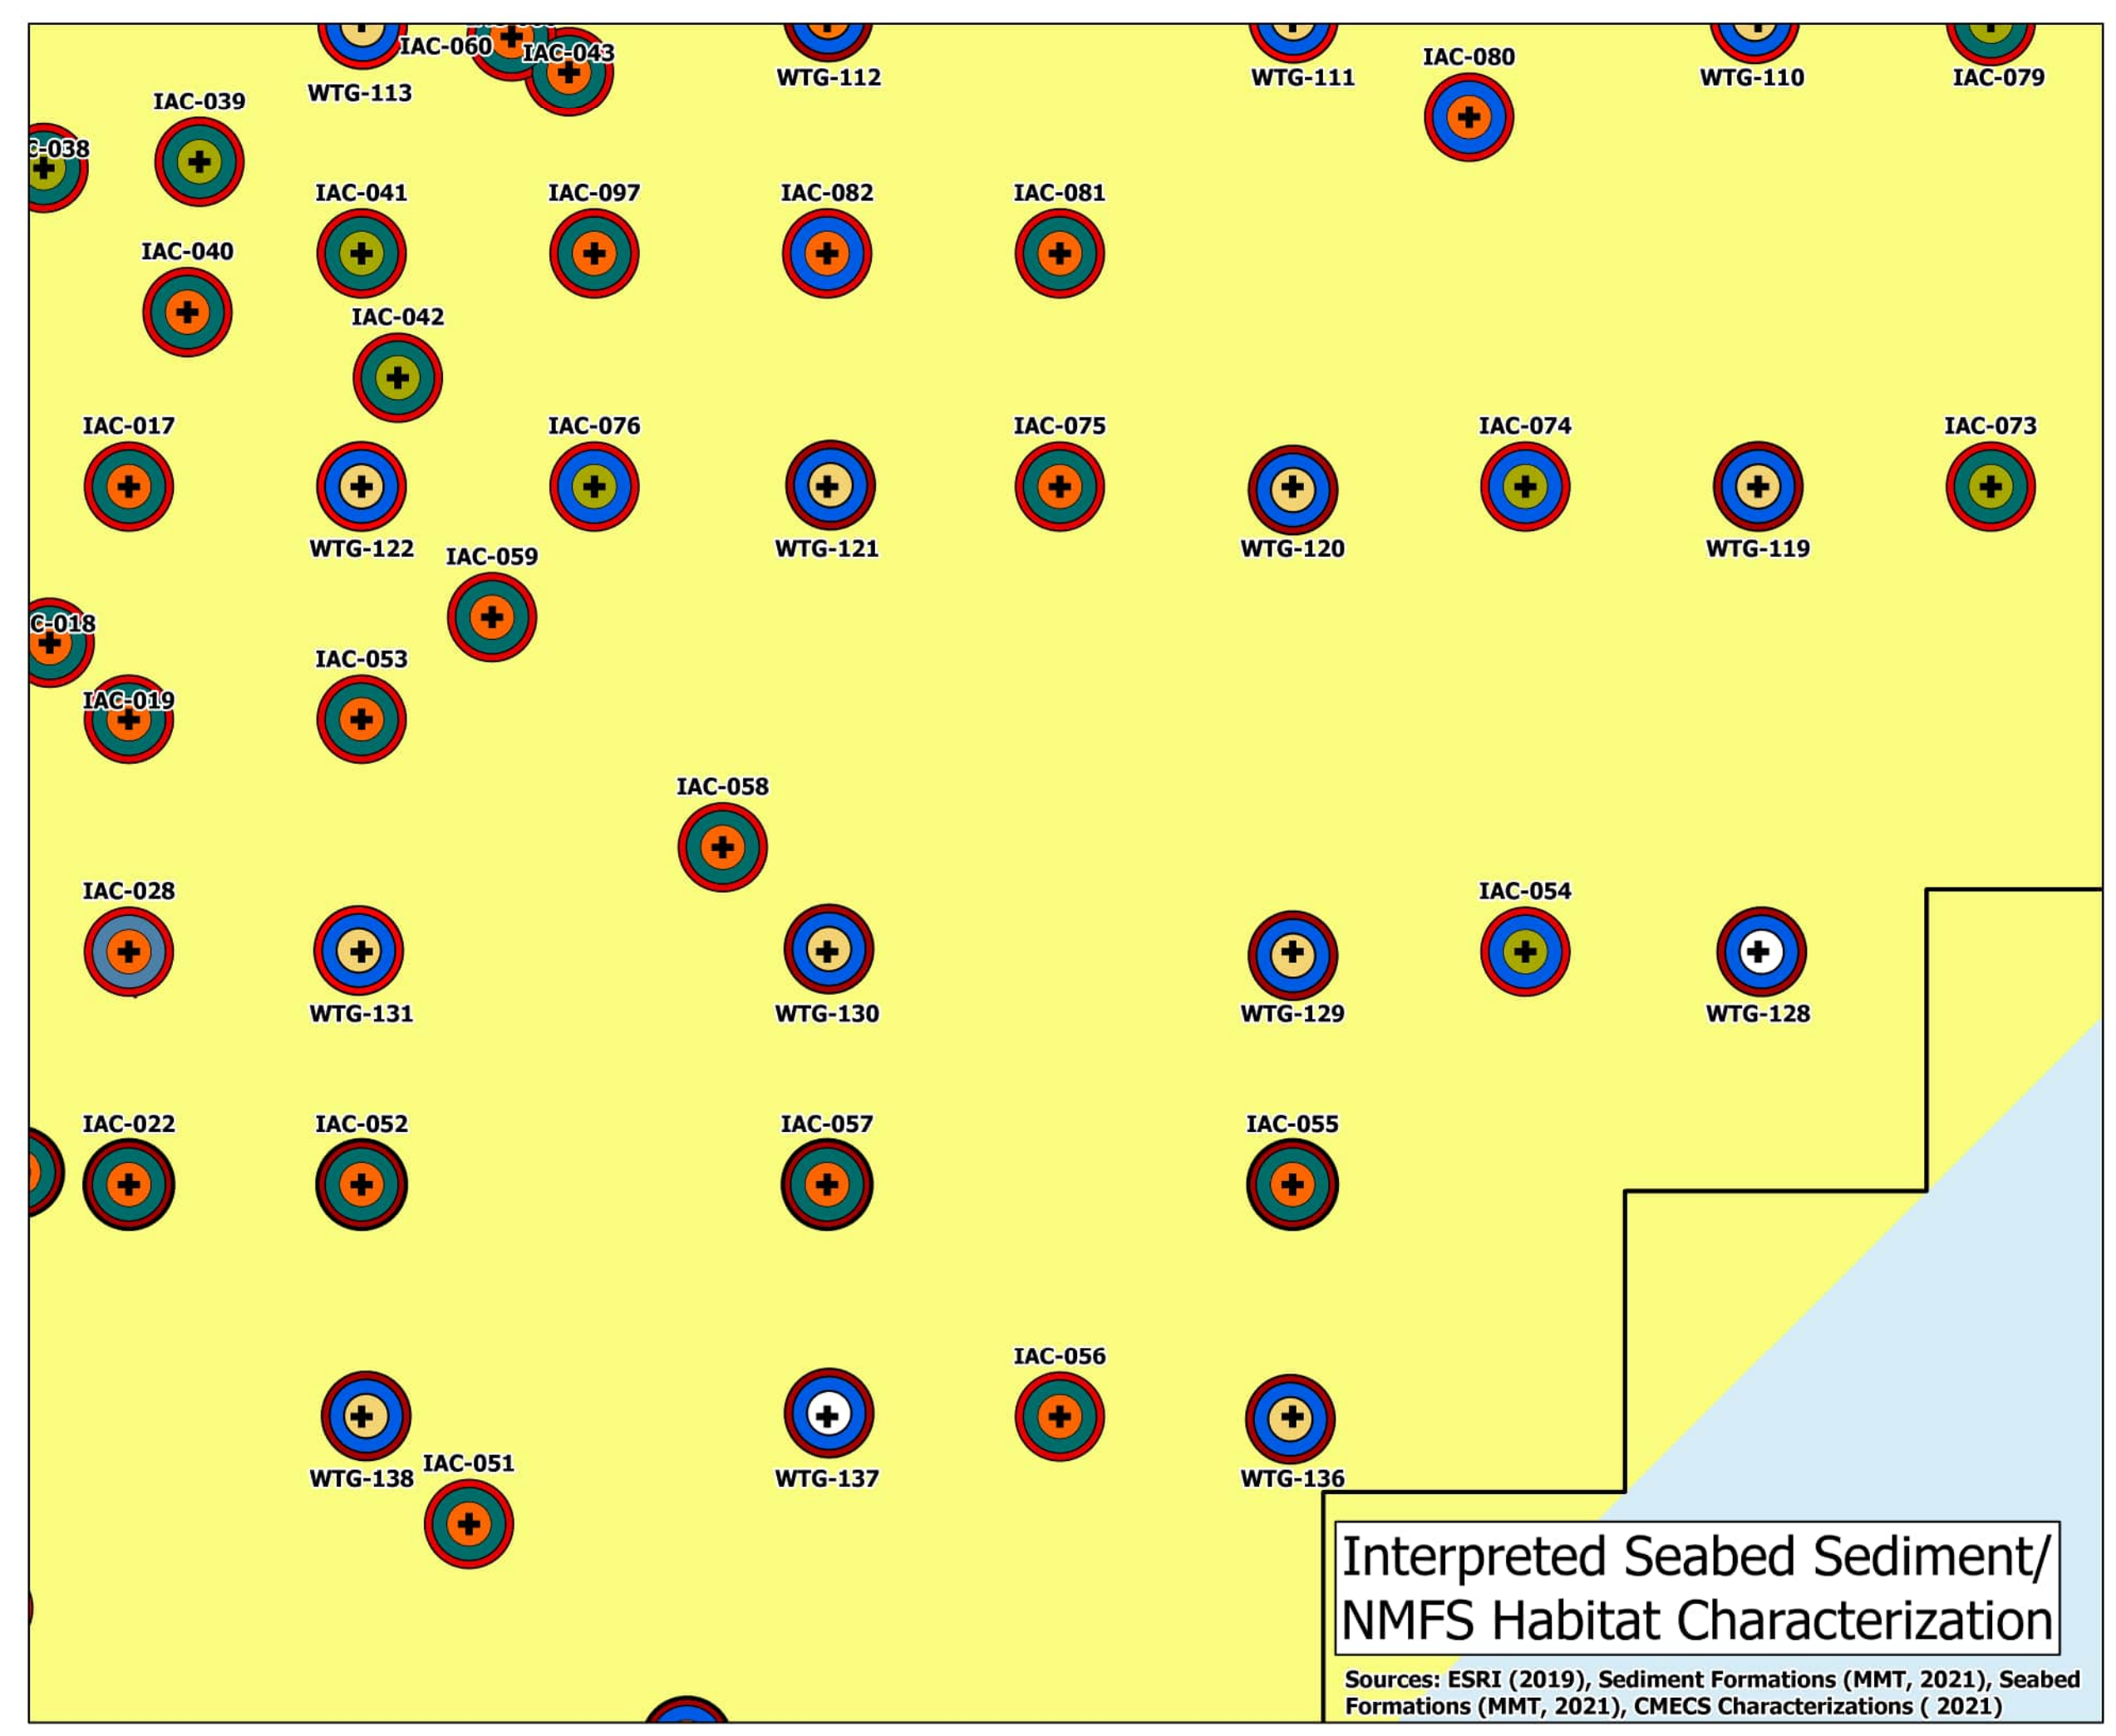 IAC-060
IAC-043
IAC-080
WTG-113
WTG-112
WTG-111
WTG-110
IAC-079
IAC-039
C-038
IAC-041
IAC-097
IAC-082
IAC-081
IAC-040
IAC-042
IAC-017
IAC-076
IAC-075
IAC-074
IAC-073
WTG-122
IAC-059
WTG-121
WTG-120
WTG-119
C-018
IAC-019
IAC-053
IAC-058
IAC-028
IAC-054
WTG-131
WTG-130
WTG-129
WTG-128
IAC-022
IAC-052
IAC-057
IAC-055
IAC-056
WTG-138
IAC-051
WTG-137
WTG-136
Interpreted Seabed Sediment/
NMFS Habitat Characterization
Sources: ESRI (2019), Sediment Formations (MMT, 2021), Seabed
Formations (MMT, 2021), CMECS Characterizations ( 2021)